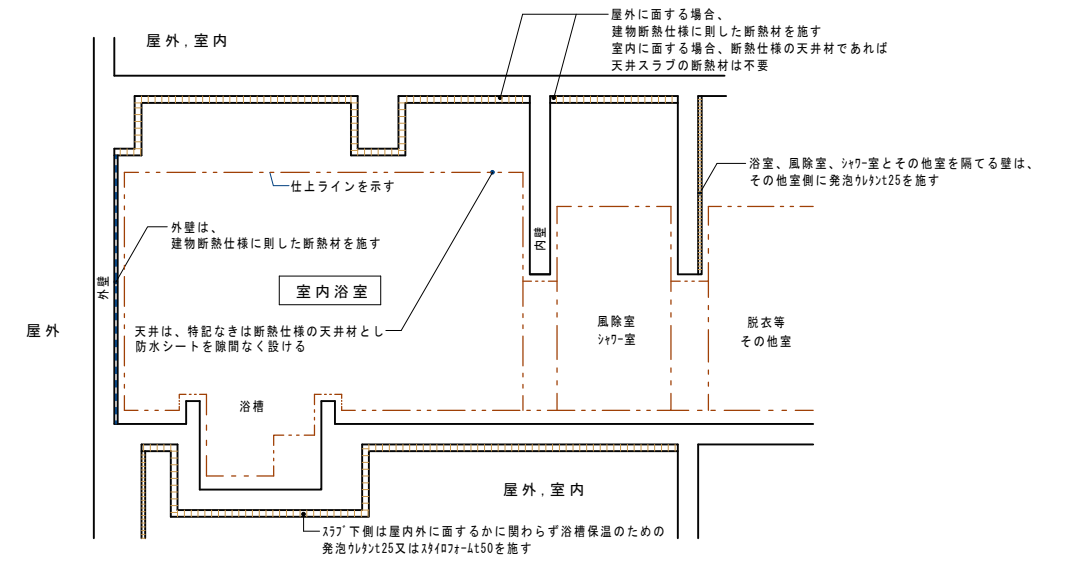 屋外に面する場合、
建物断熱仕様に則した断熱材を施す
室内に面する場合、断熱仕様の天井材であれば
天井スラブの断熱材は不要
屋外,室内
浴室、風除室、ｼｬﾜｰ室とその他室を隔てる壁は、
その他室側に発泡ｳﾚﾀﾝt25を施す
仕上ラインを示す
外壁は、
建物断熱仕様に則した断熱材を施す
内壁
外壁
室内浴室
屋外
天井は、特記なきは断熱仕様の天井材とし
防水シートを隙間なく設ける
風除室
ｼｬﾜｰ室
脱衣等
その他室
浴槽
屋外,室内
ｽﾗﾌﾞ下側は屋内外に面するかに関わらず浴槽保温のための
発泡ｳﾚﾀﾝt25又はｽﾀｲﾛﾌｫｰﾑt50を施す